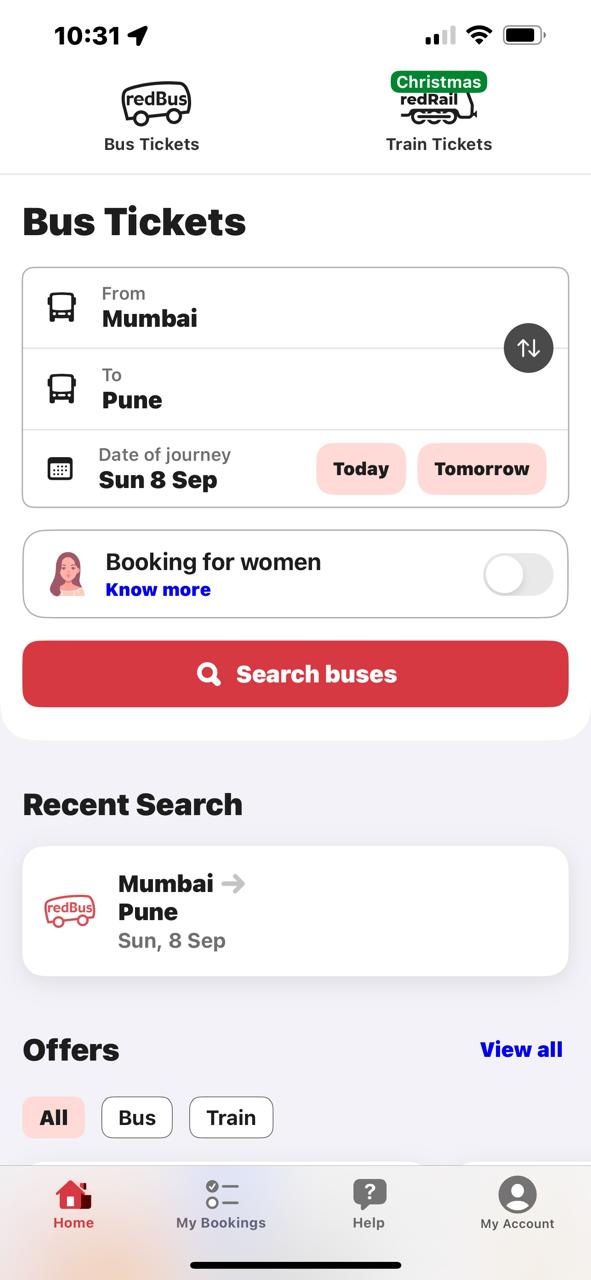 10:31
redBus
Bus Tickets
Christmas
redRail
Train Tickets
Bus Tickets
From
Mumbai
To
Pune
Date of journey
Sun 8 Sep
Today
Tomorrow
Booking for women
Know more
Search buses
Recent Search
redBus
Mumbai →
Pune
Sun, 8 Sep
Offers
View all
All
Bus
Train
Home
My Bookings
?
Help
My Account